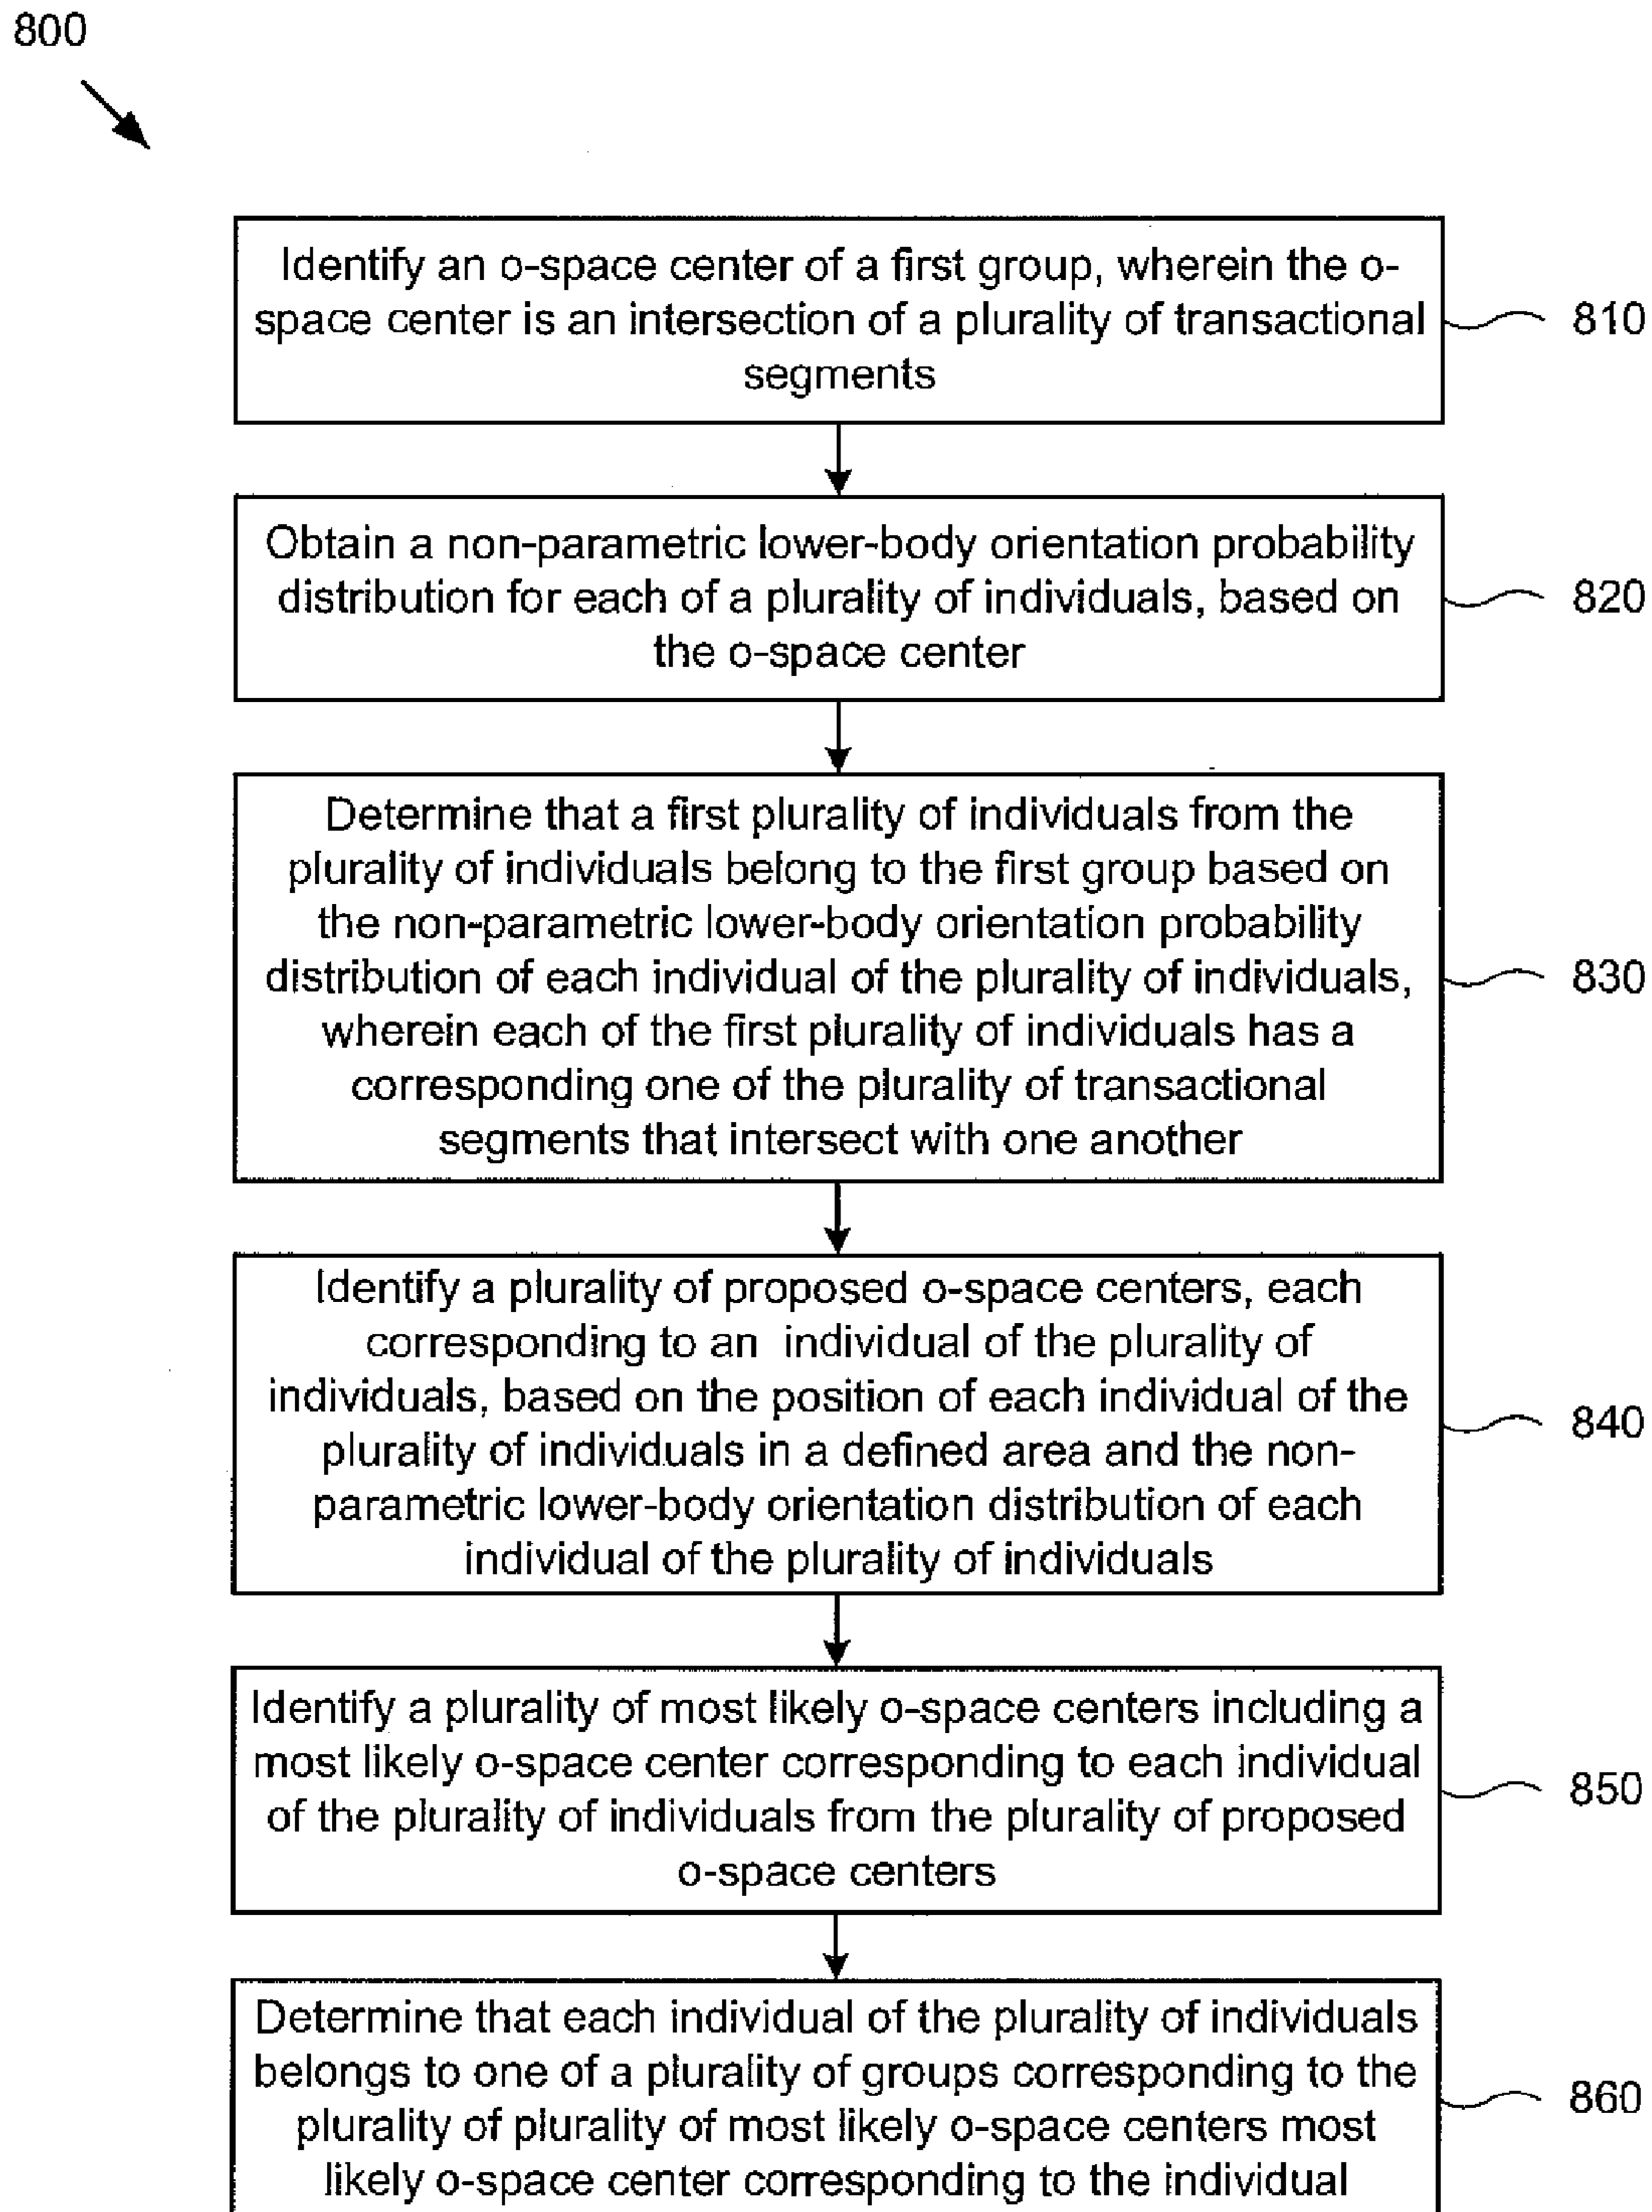 800
Identify an o-space center of a first group, wherein the o-
space center is an intersection of a plurality of transactional
segments
810
Obtain a non-parametric lower-body orientation probability
distribution for each of a plurality of individuals, based on
the o-space center
820
Determine that a first plurality of individuals from the
plurality of individuals belong to the first group based on
the non-parametric lower-body orientation probability
distribution of each individual of the plurality of individuals,
wherein each of the first plurality of individuals has a
corresponding one of the plurality of transactional
segments that intersect with one another
830
Identify a plurality of proposed o-space centers, each
corresponding to an individual of the plurality of
individuals, based on the position of each individual of the
plurality of individuals in a defined area and the non-
parametric lower-body orientation distribution of each
individual of the plurality of individuals
840
Identify a plurality of most likely o-space centers including a
most likely o-space center corresponding to each individual
of the plurality of individuals from the plurality of proposed
o-space centers
850
Determine that each individual of the plurality of individuals
belongs to one of a plurality of groups corresponding to the
plurality of plurality of most likely o-space centers most
likely o-space center corresponding to the individual
860